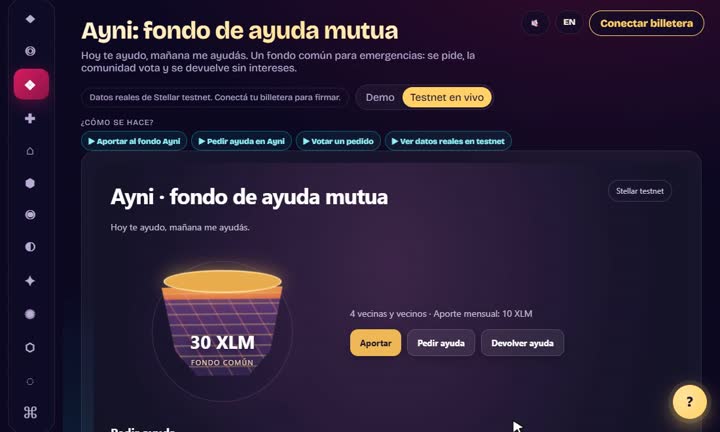 Ayni: fondo de ayuda mutua
EN
Conectar billetera
Hoy te ayudo, mañana me ayudás. Un fondo común para emergencias: se pide, la
comunidad vota y se devuelve sin intereses.
Datos reales de Stellar testnet. Conectá tu billetera para firmar.
Demo
Testnet en vivo
¿CÓMO SE HACE?
▶ Aportar al fondo Ayni
▶ Pedir ayuda en Ayni
▶ Votar un pedido
▶ Ver datos reales en testnet
Ayni · fondo de ayuda mutua
Stellar testnet
Hoy te ayudo, mañana me ayudás.
4 vecinas y vecinos · Aporte mensual: 10 XLM
30 XLM
FONDO COMÚN
Aportar
Pedir ayuda
Devolver ayuda
?
Pedir ayuda